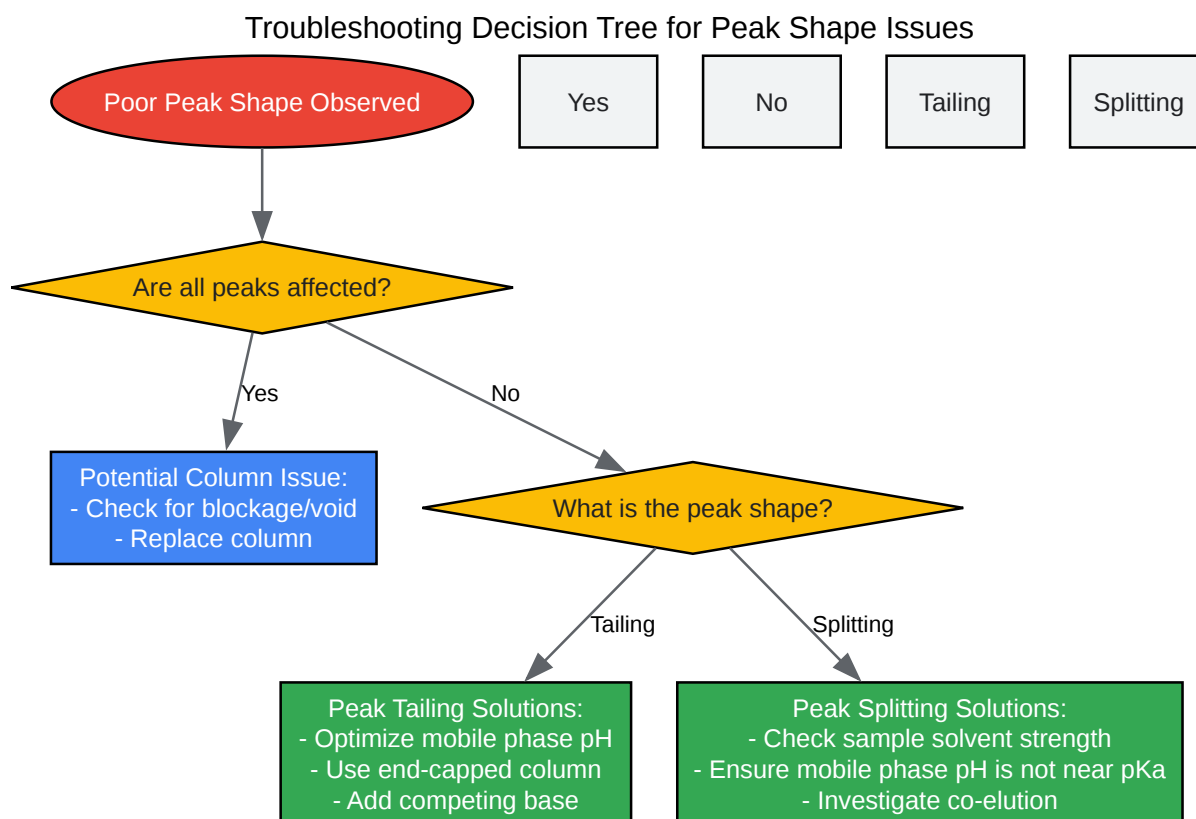 Troubleshooting Decision Tree for Peak Shape Issues
Poor Peak Shape Observed
Yes
No
Tailing
Splitting
Are all peaks affected?
Yes
No
Potential Column Issue:
- Check for blockage/void
- Replace column
What is the peak shape?
Tailing
Splitting
Peak Tailing Solutions:
- Optimize mobile phase pH
- Use end-capped column
- Add competing base
Peak Splitting Solutions:
- Check sample solvent strength
- Ensure mobile phase pH is not near pKa
- Investigate co-elution